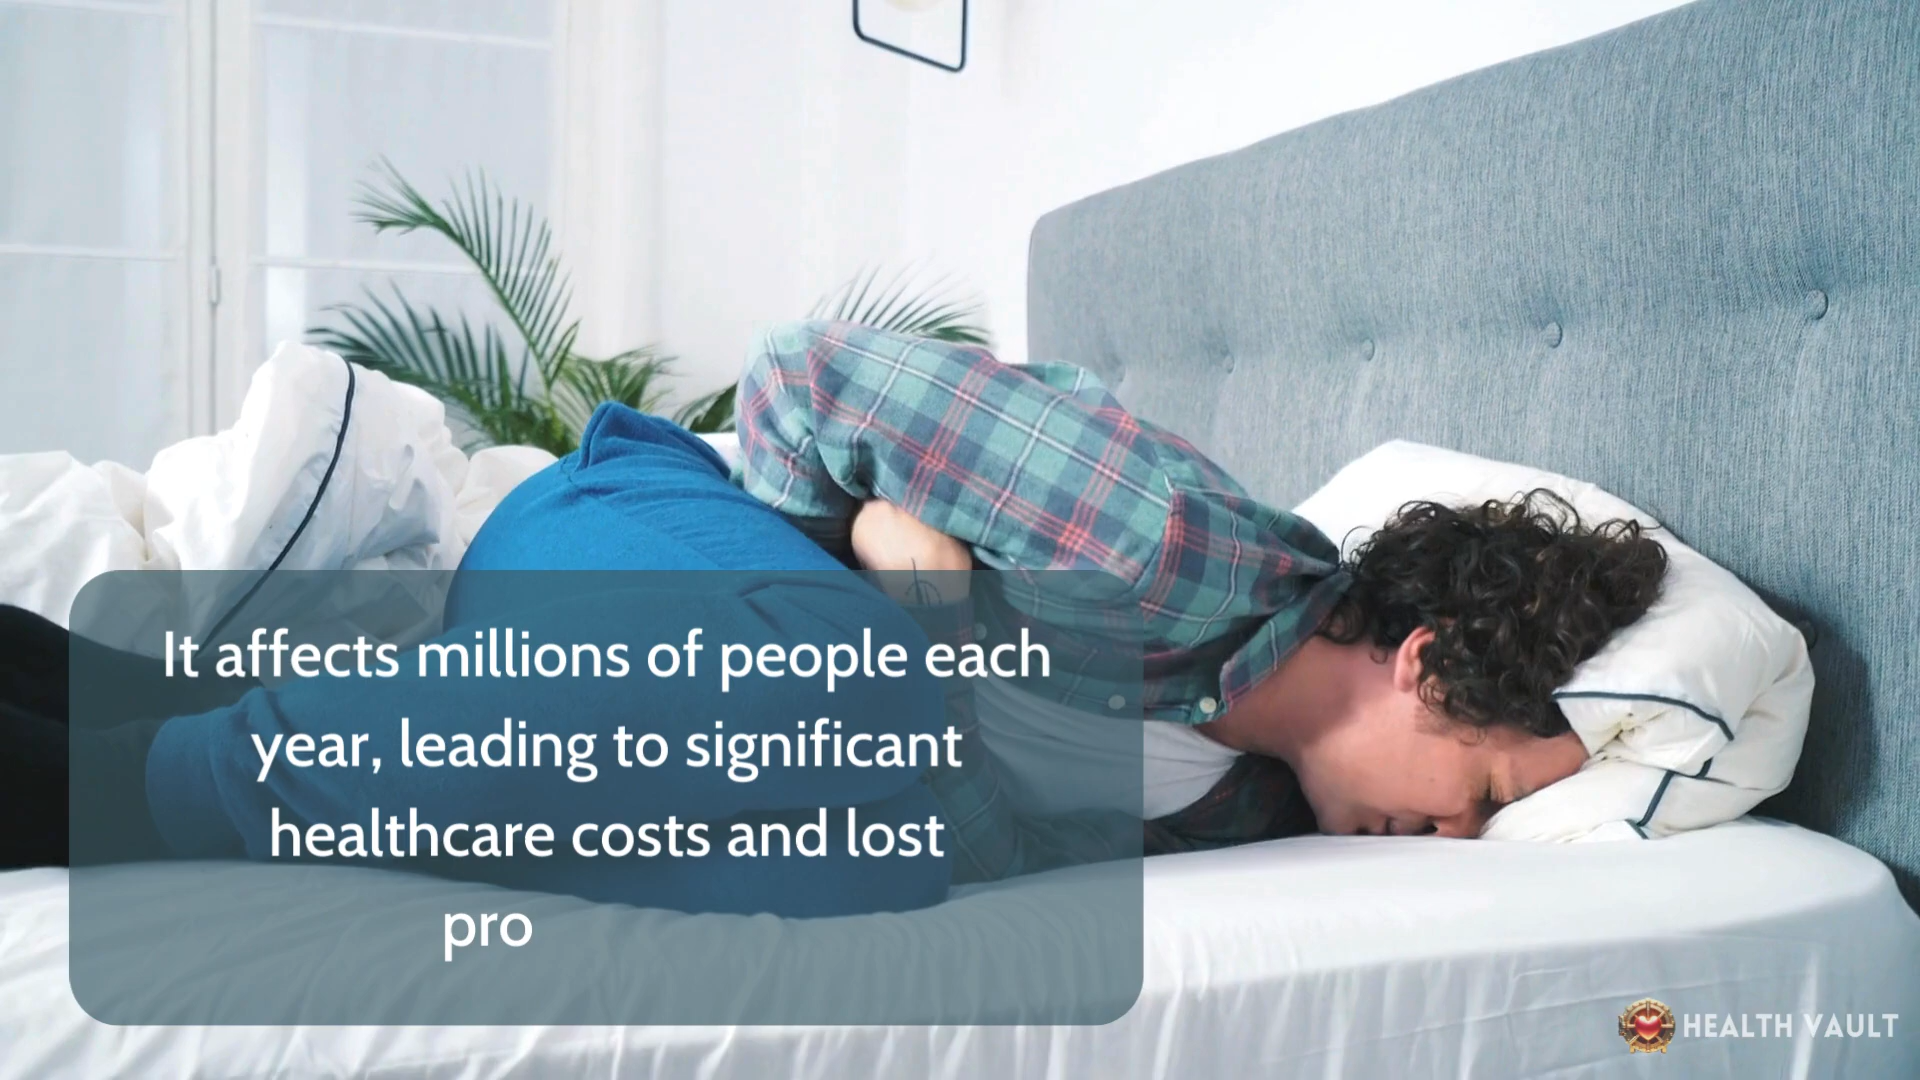 It affects millions of people each
year, leading to significant
healthcare costs and lost
pro
HEALTH VAULT